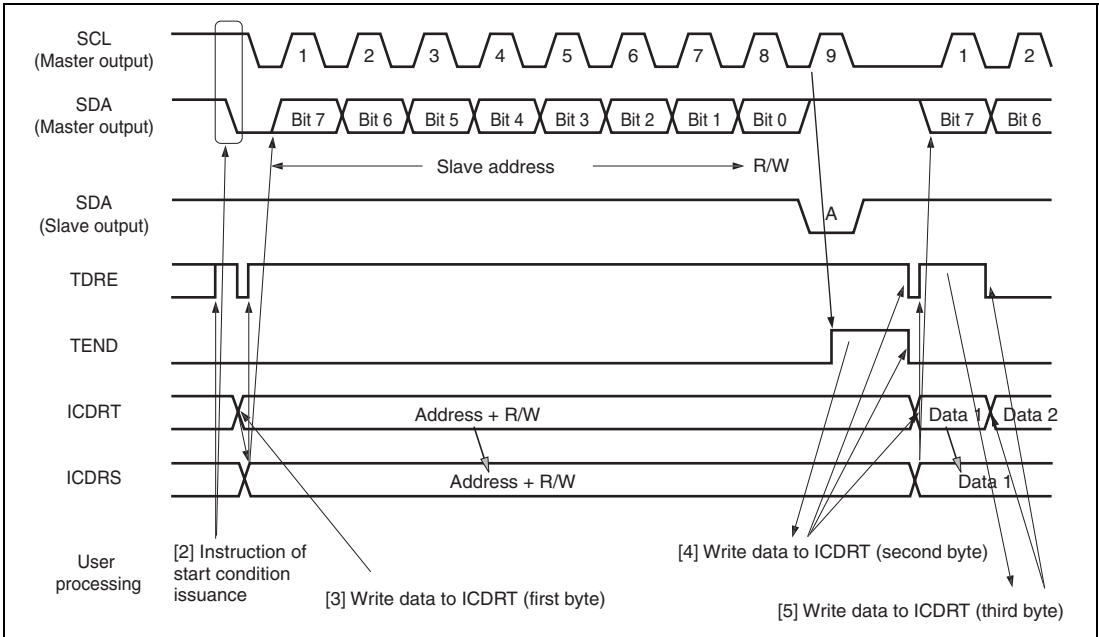 SCL
(Master output)
1 2 3 4 5 6 7 8 9 1 2
SDA
(Master output)
Bit 7 Bit 6 Bit 5 Bit 4 Bit 3 Bit 2 Bit 1 Bit 0 Bit 7 Bit 6
Slave address R/W
SDA
(Slave output)
A
TDRE
TEND
ICDRT
Address + R/W Data 1 Data 2
ICDRS
Address + R/W Data 1
User
processing
[2] Instruction of
start condition
issuance
[3] Write data to ICDRT (first byte)
[4] Write data to ICDRT (second byte)
[5] Write data to ICDRT (third byte)